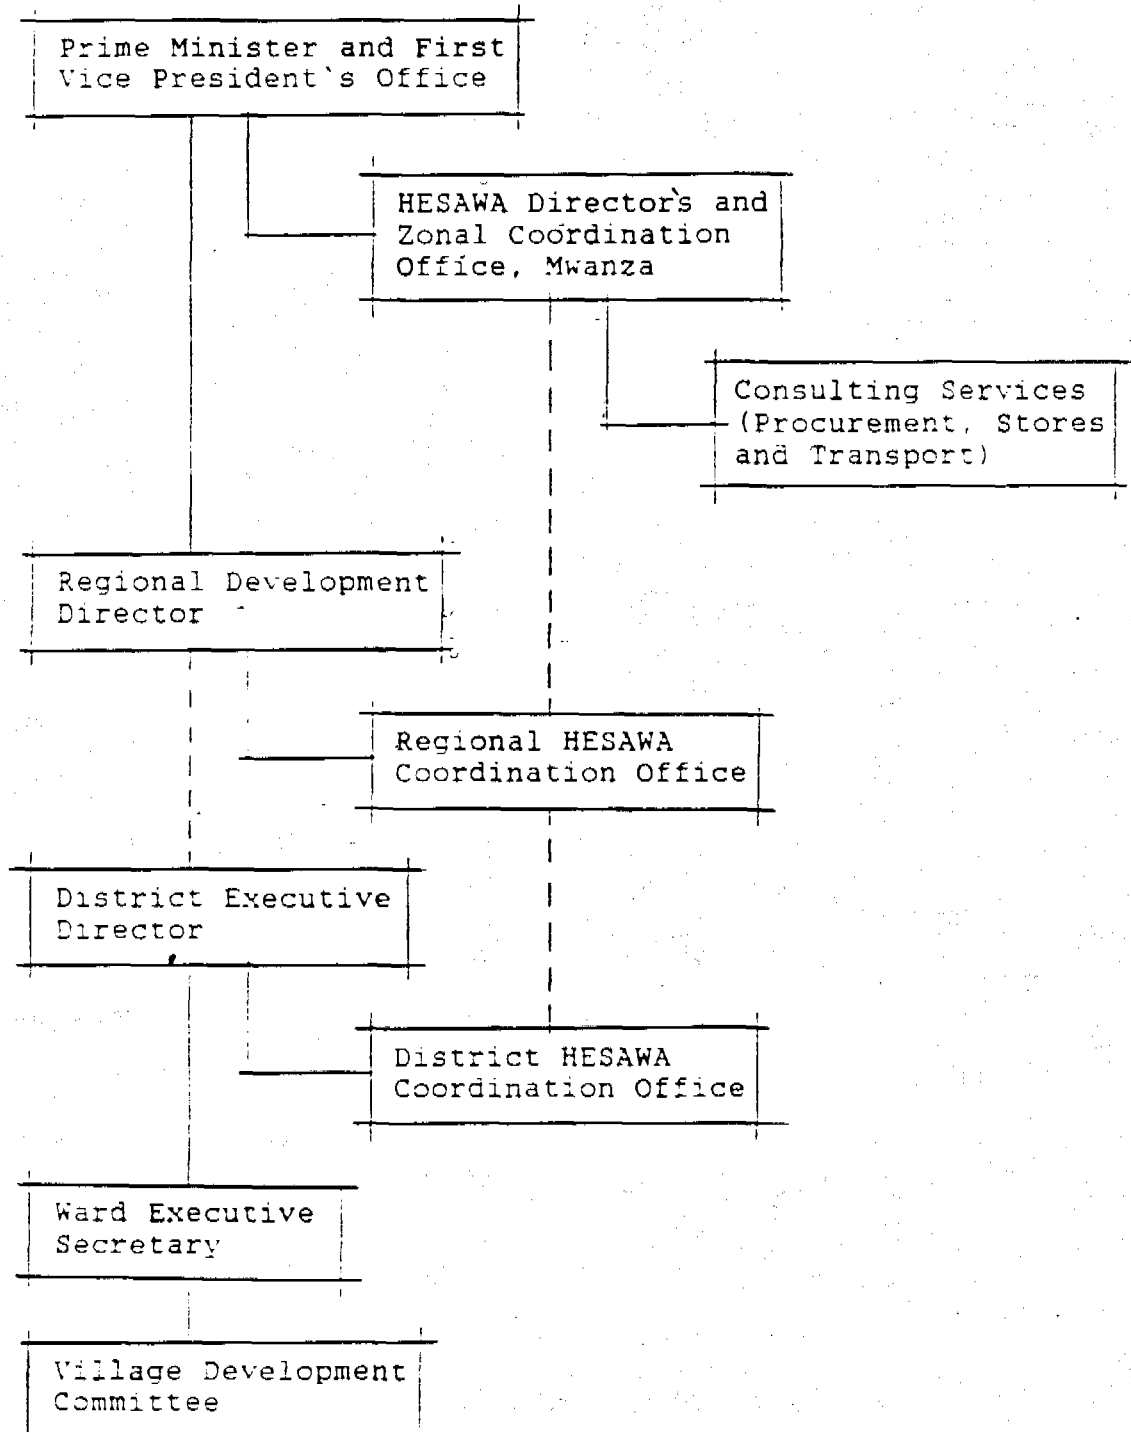 Prime Minister and First
Vice President`s Office
HESAWA Director`s and
Zonal Coordination
Office, Mwanza
Consulting Services
(Procurement, Stores
and Transport)
Regional Development
Director
Regional HESAWA
Coordination Office
District Executive
Director
District HESAWA
Coordination Office
Ward Executive
Secretary
Village Development
Committee